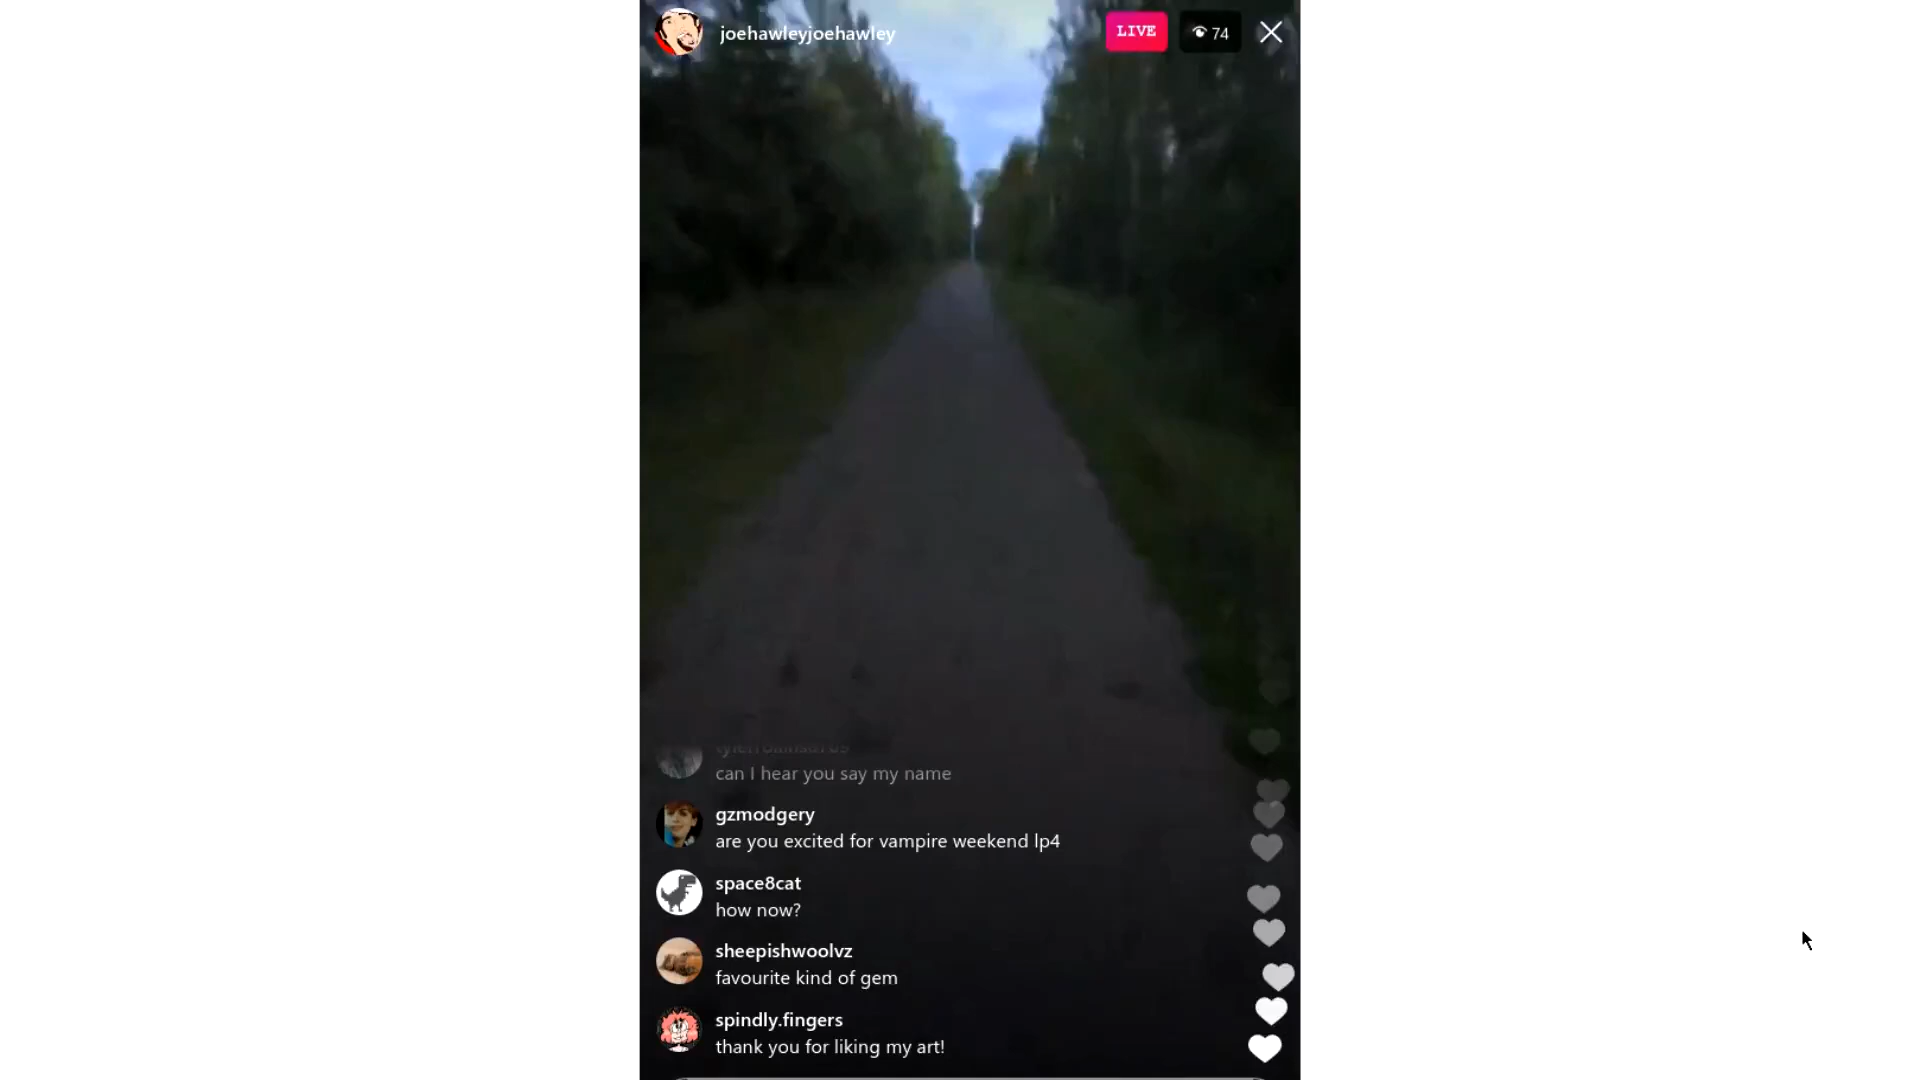 joehawleyjoehawley
LIVE
74
can I hear you say my name
gzmodgery
are you excited for vampire weekend lp4
space8cat
how now?
sheepishwoolvz
favourite kind of gem
spindly.fingers
thank you for liking my art!